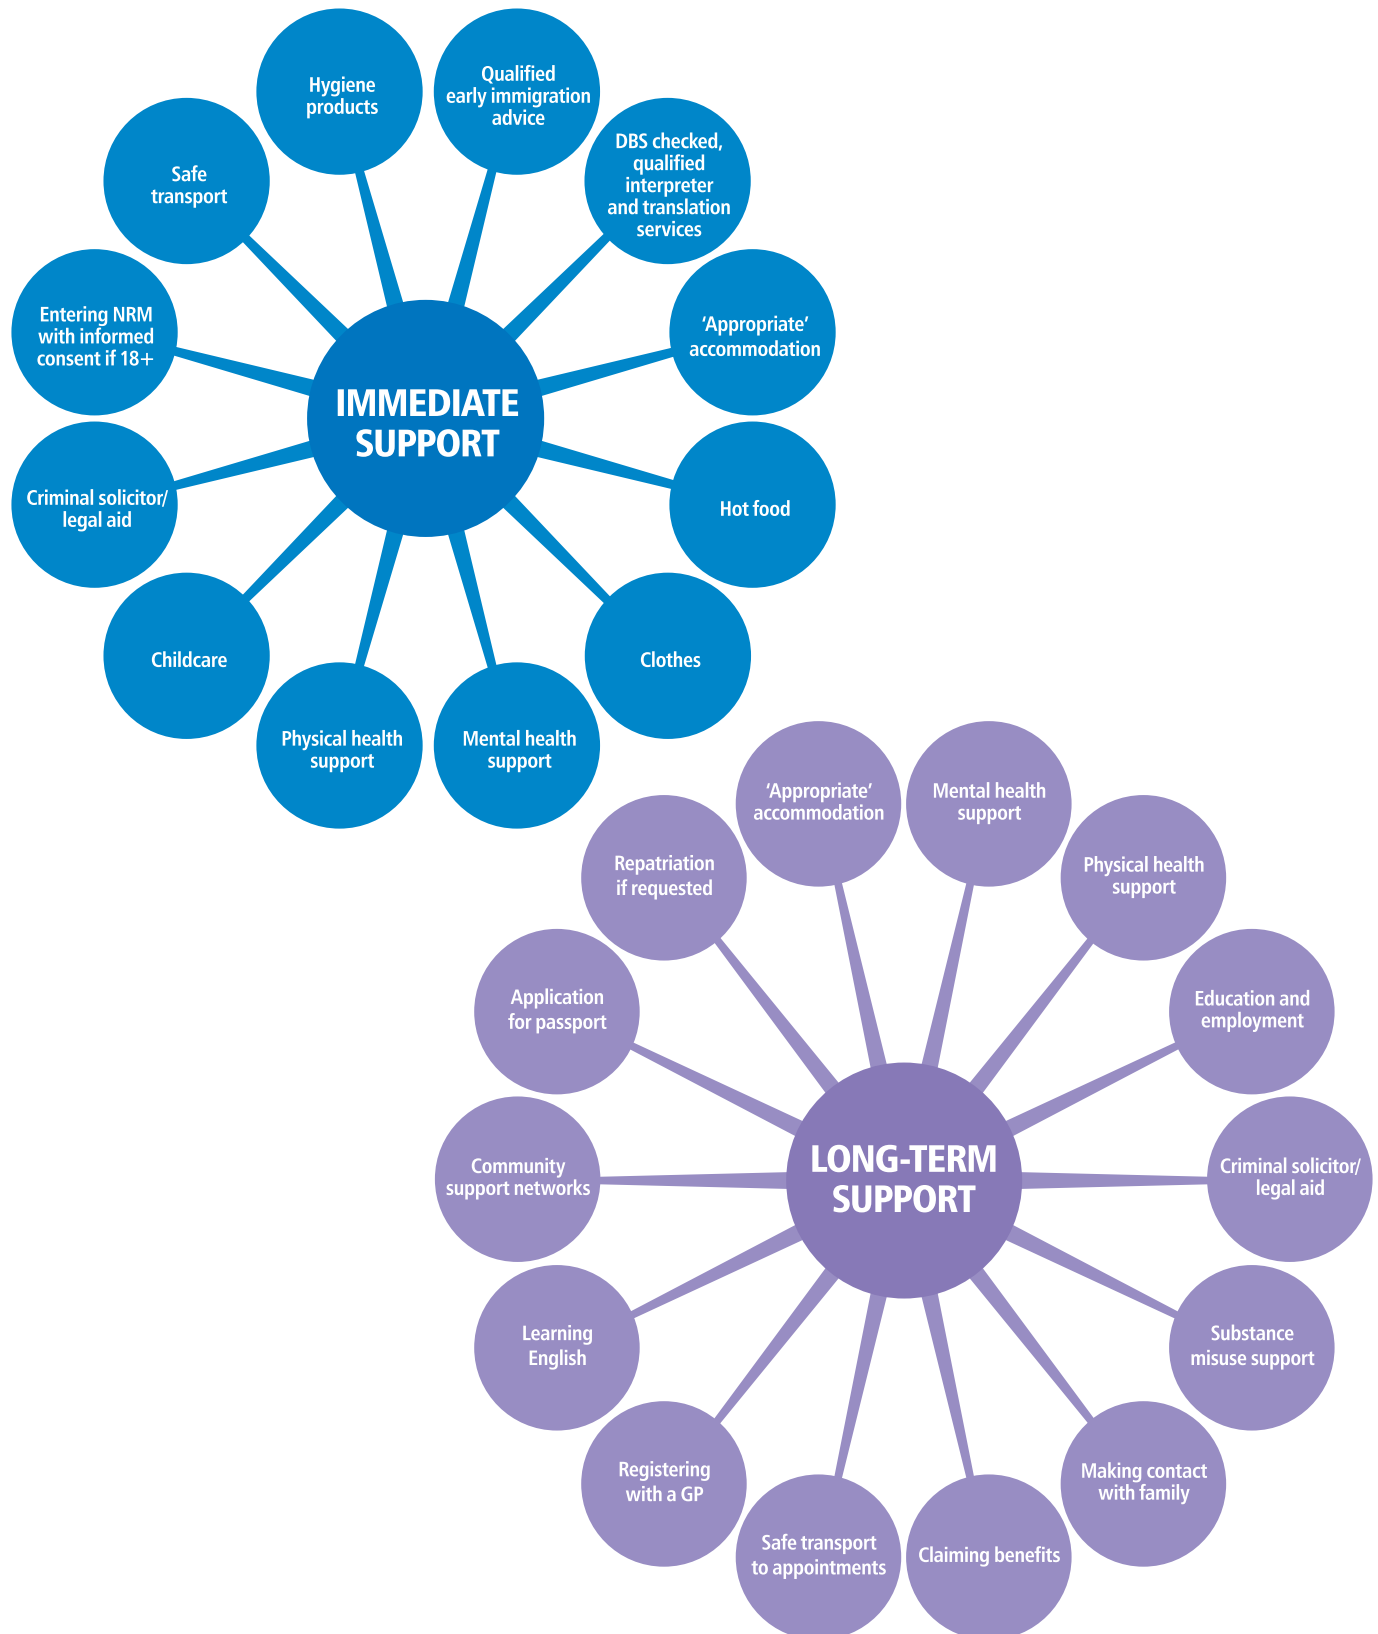 Hygiene
products
Qualified
early immigration
advice
DBS checked,
qualified
interpreter
and translation
services
‘Appropriate’
accommodation
Hot food
Clothes
Mental health
support
Physical health
support
Childcare
Criminal solicitor/
legal aid
Entering NRM
with informed
consent if 18+
Safe
transport
IMMEDIATE
SUPPORT
‘Appropriate’
accommodation
Mental health
support
Physical health
support
Education and
employment
Criminal solicitor/
legal aid
Substance
misuse support
Making contact
with family
Claiming benefits
Safe transport
to appointments
Registering
with a GP
Learning
English
Community
support networks
Application
for passport
Repatriation
if requested
LONG-TERM
SUPPORT